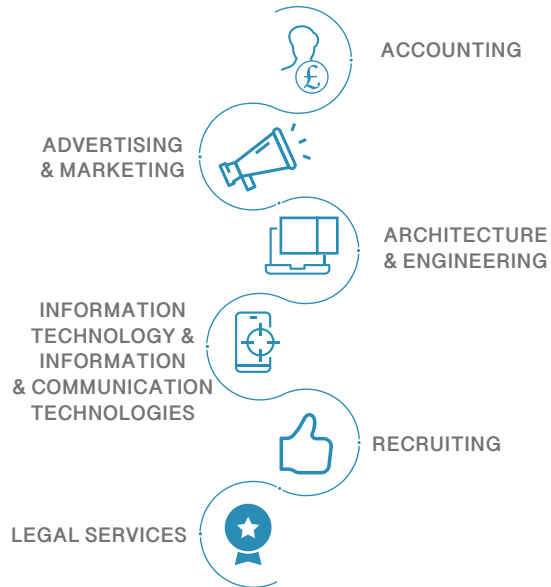 ACCOUNTING
£
ADVERTISING
& MARKETING
ARCHITECTURE
& ENGINEERING
INFORMATION
TECHNOLOGY &
INFORMATION
& COMMUNICATION
TECHNOLOGIES
RECRUITING
LEGAL SERVICES